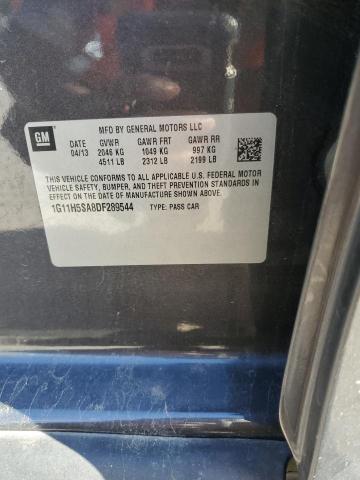 GM
MFD BY GENERAL MOTORS LLC
DATE GVWR GAWR FRT GAWR RR
04/13 2046 KG 1049 KG 997 KG
4511 LB 2312 LB 2199 LB
THIS VEHICLE CONFORMS TO ALL APPLICABLE U.S. FEDERAL MOTOR
VEHICLE SAFETY, BUMPER, AND THEFT PREVENTION STANDARDS
IN EFFECT ON THE DATE OF MANUFACTURE SHOWN ABOVE.
1G11H5SA8DF289544 TYPE: PASS CAR